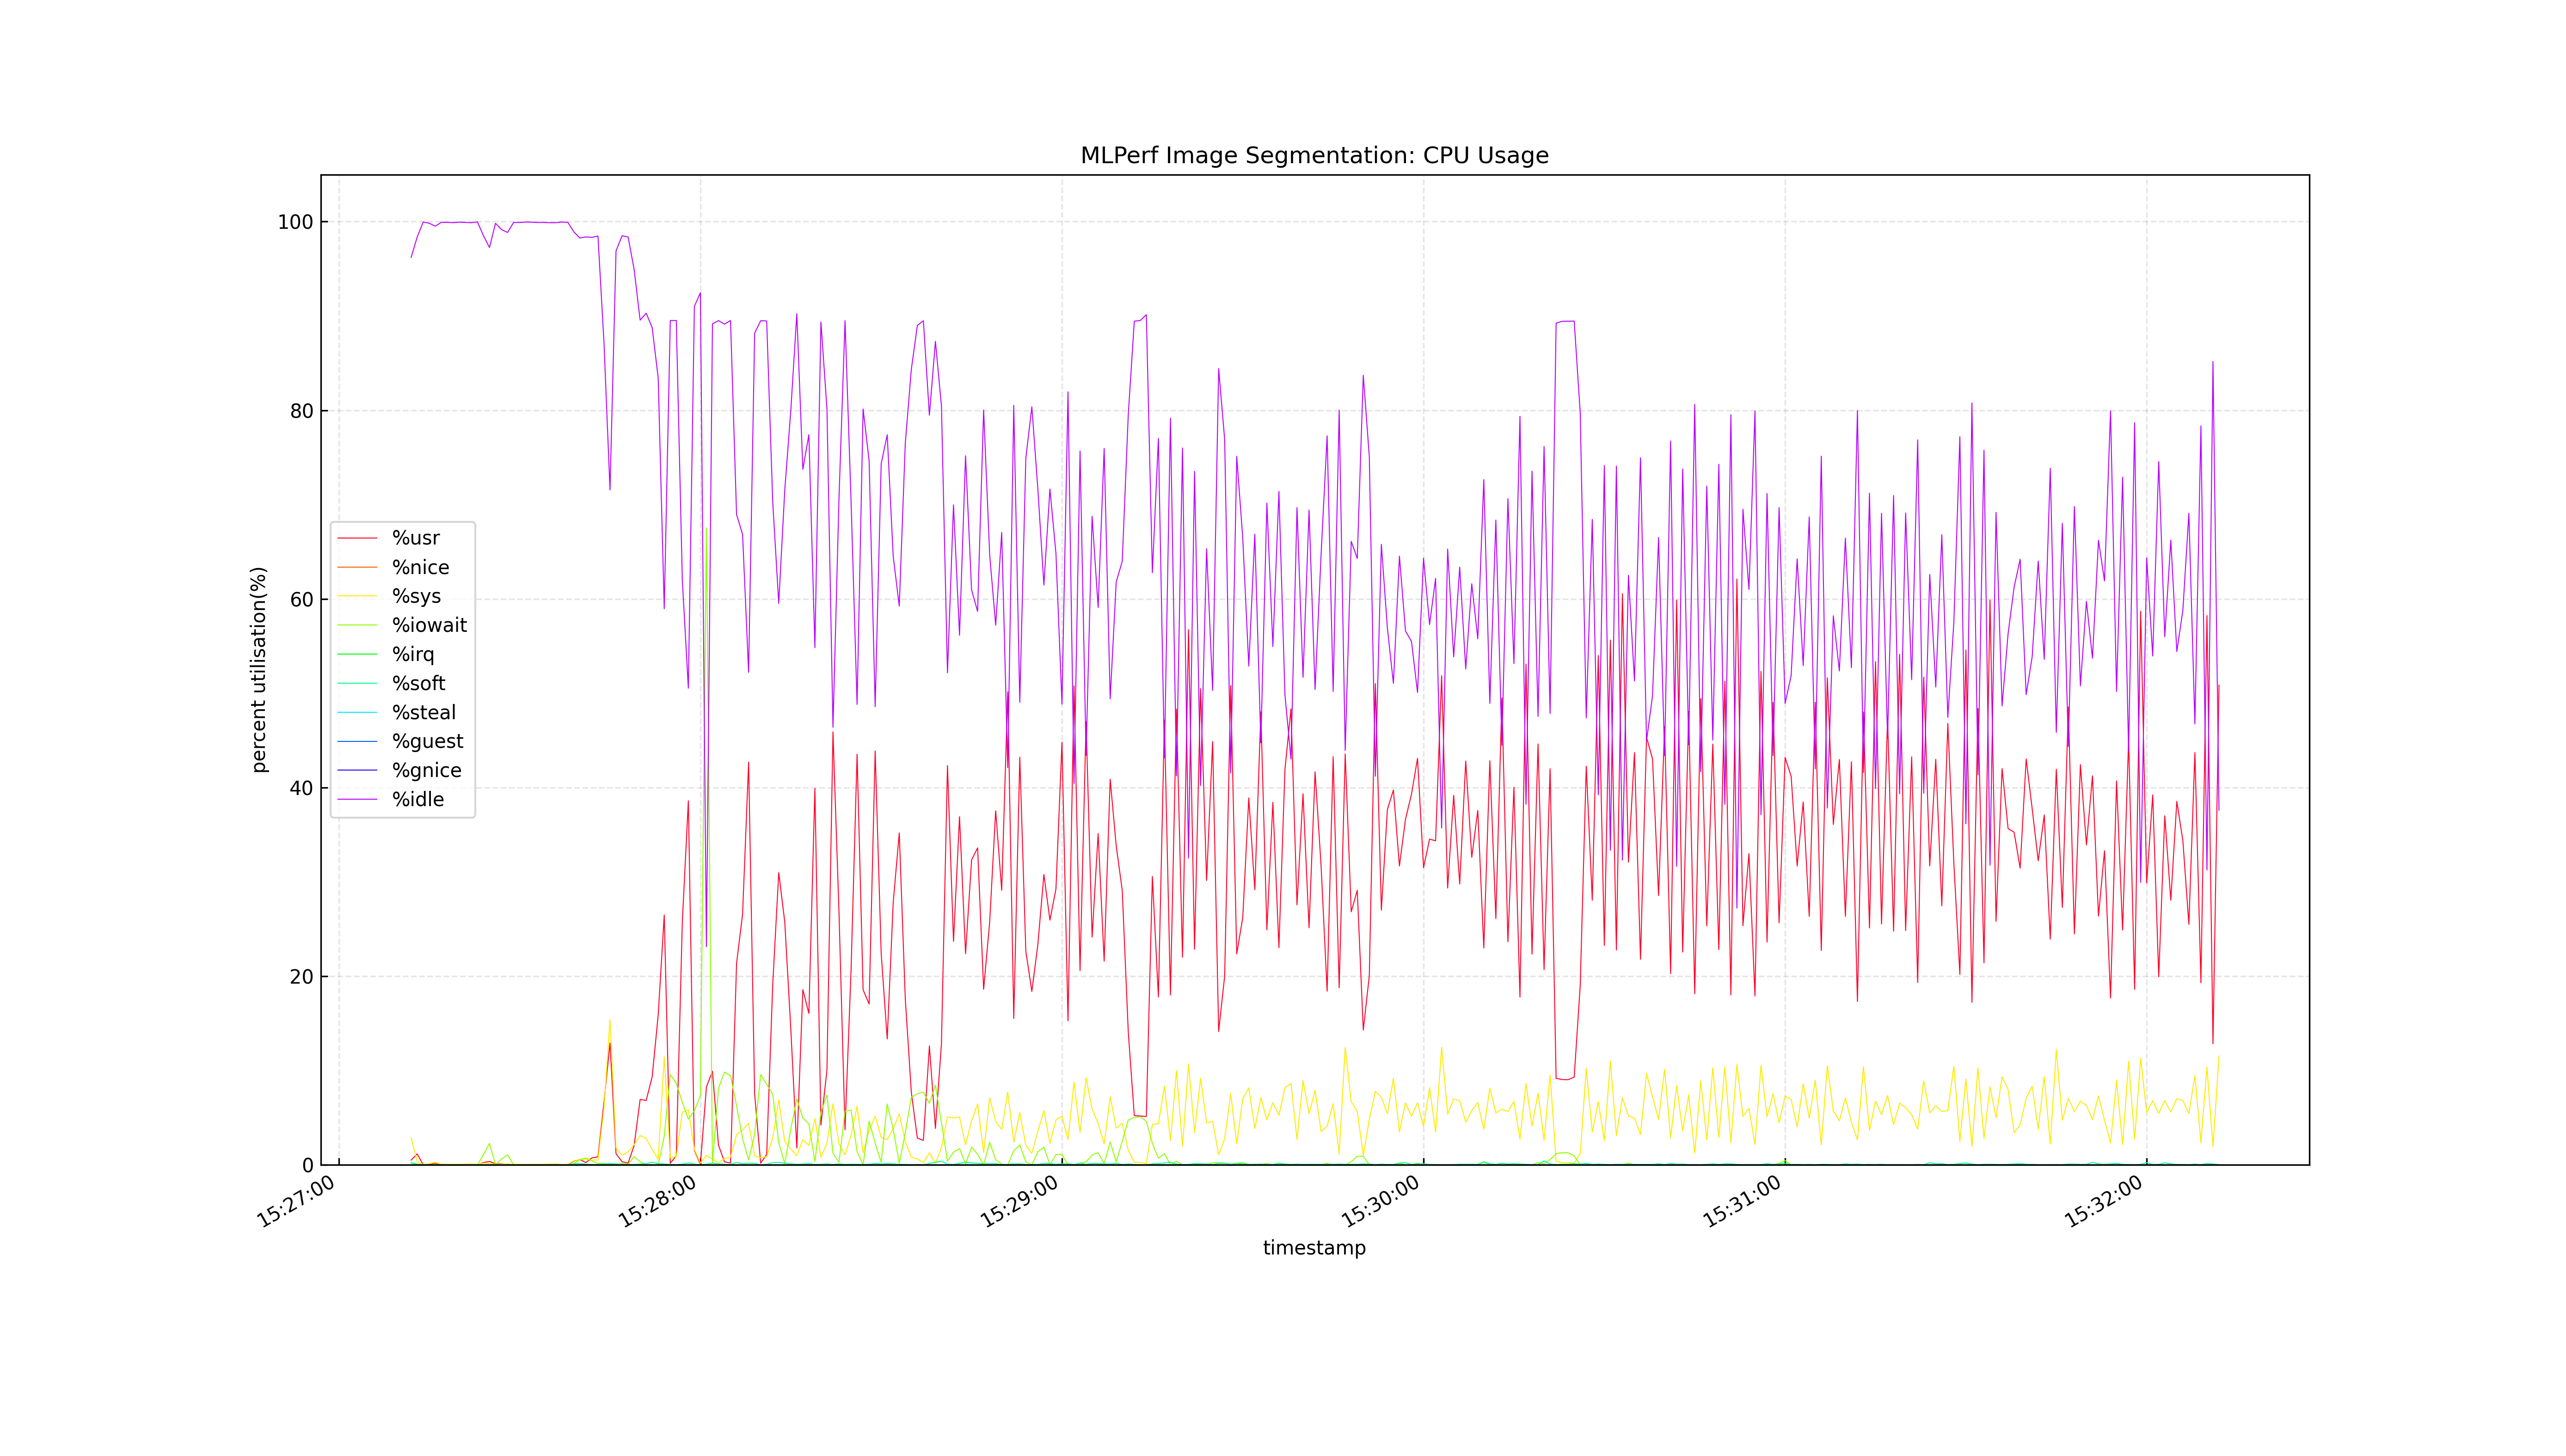 MLPerf Image Segmentation: CPU Usage
percent utilisation(%)
100
80
60
40
20
0
%usr
%nice
%sys
%iowait
%irq
%soft
%steal
%guest
%gnice
%idle
15:27:00
15:28:00
15:29:00
15:30:00
15:31:00
15:32:00
timestamp